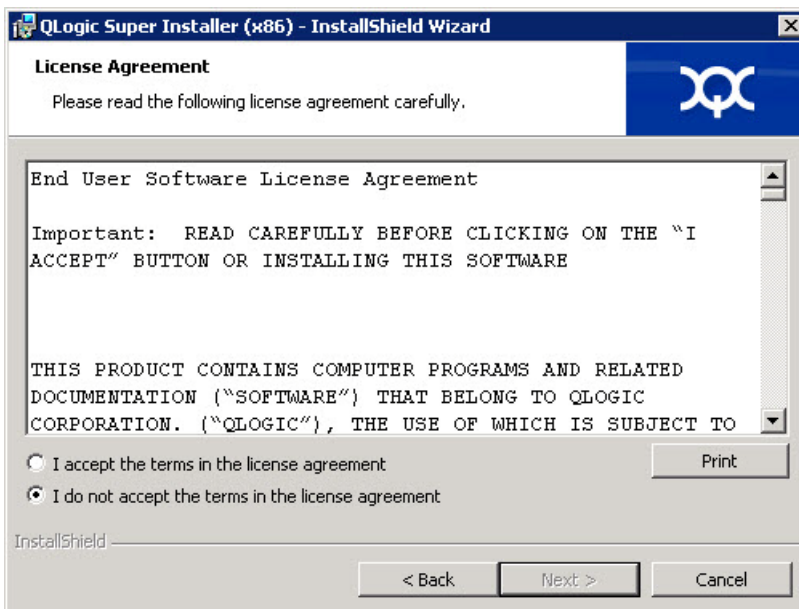 QLogic Super Installer (x86) - InstallShield Wizard
License Agreement
Please read the following license agreement carefully.
End User Software License Agreement
Important:  READ CAREFULLY BEFORE CLICKING ON THE “I
ACCEPT” BUTTON OR INSTALLING THIS SOFTWARE
THIS PRODUCT CONTAINS COMPUTER PROGRAMS AND RELATED
DOCUMENTATION (“SOFTWARE”) THAT BELONG TO QLOGIC
CORPORATION. (“QLOGIC”), THE USE OF WHICH IS SUBJECT TO
I accept the terms in the license agreement
Print
I do not accept the terms in the license agreement
InstallShield
< Back
Next >
Cancel